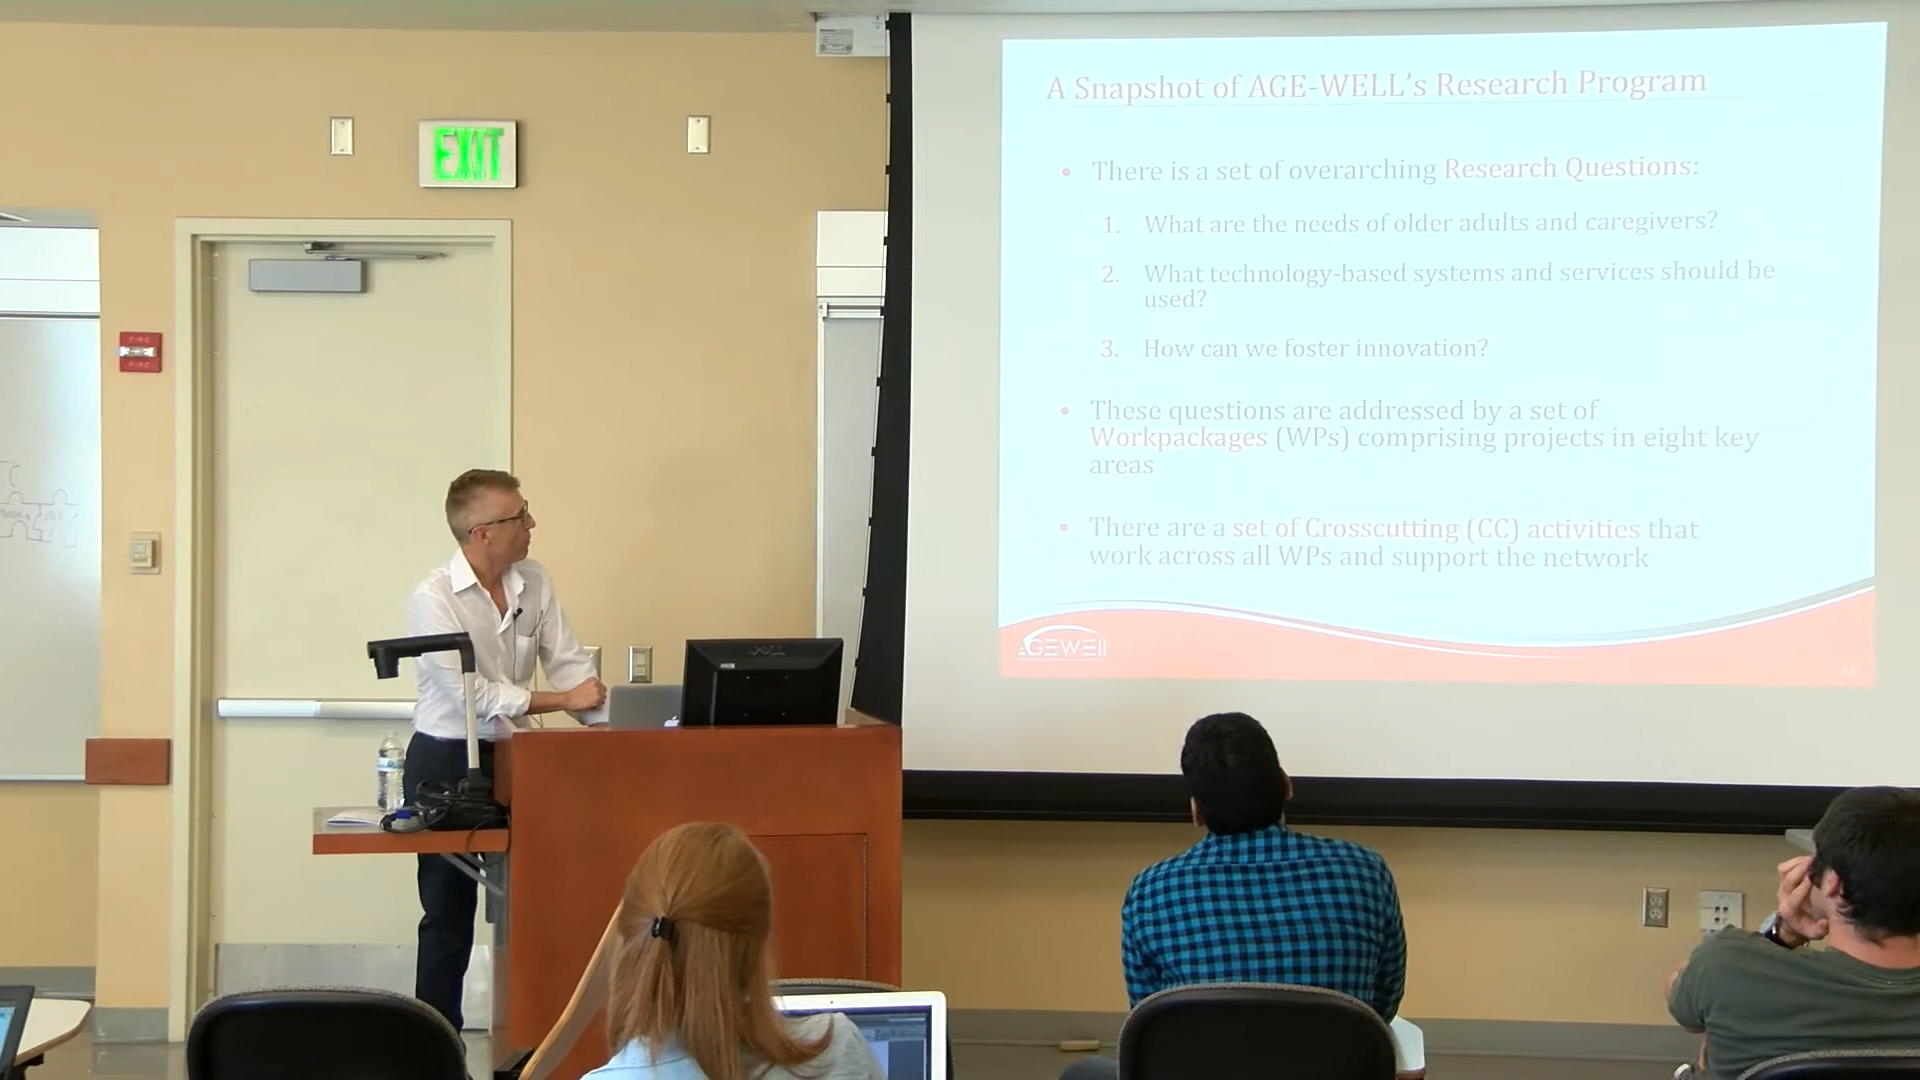 EXIT
FIRE
FIRE
DELL
A Snapshot of AGE-WELL's Research Program
• There is a set of overarching Research Questions:
1. What are the needs of older adults and caregivers?
2. What technology-based systems and services should be
used?
3. How can we foster innovation?
• These questions are addressed by a set of
Workpackages (WPs) comprising projects in eight key
areas
• There are a set of Crosscutting (CC) activities that
work across all WPs and support the network
AGEWELL